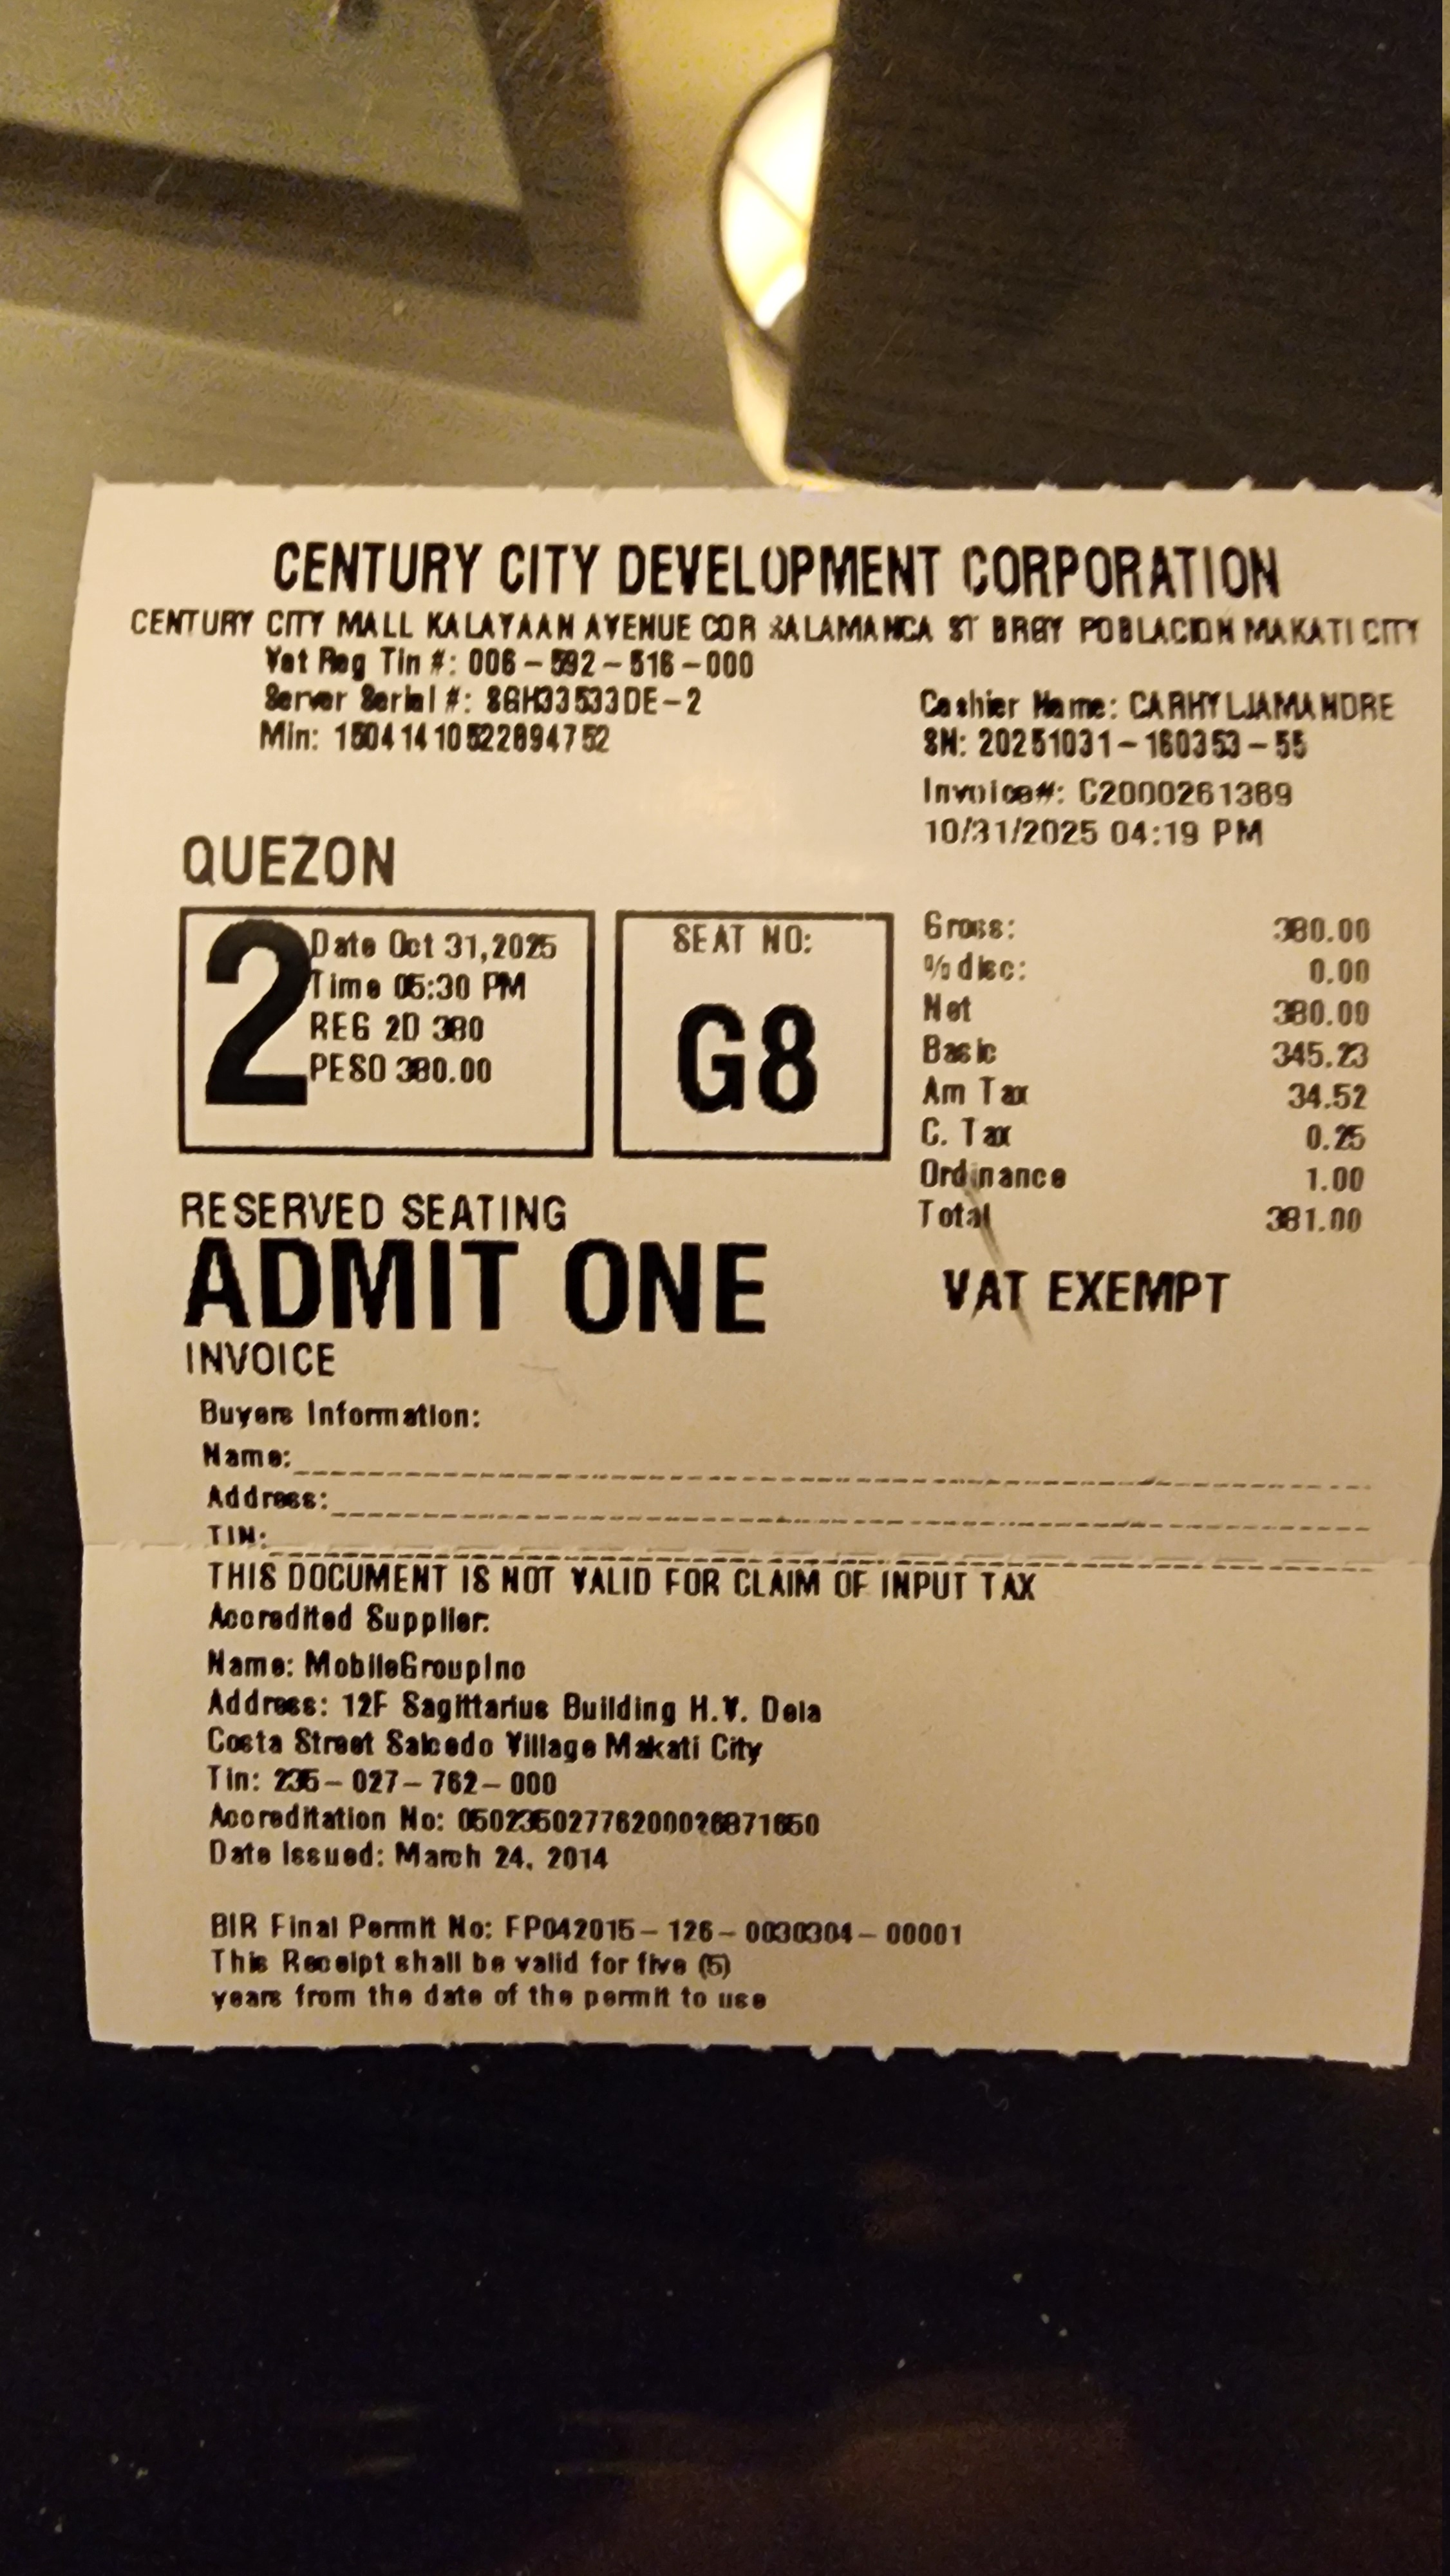 CENTURY CITY DEVELOPMENT CORPORATION
CENTURY CITY MALL KALAYAAN AVENUE COR SALAMANCA ST BRGY POBLACION MAKATI CITY
Vat Reg Tin #: 006-592-516-000
Server Serial #: SGH33533DE-2
Cashier Name: CARHYLJAMANDRE
Min: 15041410522894752
SN: 20251031-160353-55
Invoice#: C2000261369
10/31/2025 04:19 PM
QUEZON
2
Date Oct 31,2025
Time 05:30 PM
REG 2D 380
PESO 380.00
SEAT NO:
G8
Gross: 380.00
%disc: 0.00
Net 380.00
Basic 345.23
Am Tax 34.52
C. Tax 0.25
Ordinance 1.00
Total 381.00
RESERVED SEATING
ADMIT ONE
VAT EXEMPT
INVOICE
Buyers Information:
Name:
Address:
TIN:
THIS DOCUMENT IS NOT VALID FOR CLAIM OF INPUT TAX
Accredited Supplier:
Name: MobileGroupInc
Address: 12F Sagittarius Building H.V. Dela
Costa Street Salcedo Village Makati City
Tin: 235-027-762-000
Accreditation No:
Date Issued: March 24, 2014
BIR Final Permit No: FP042015-126-0030304-00001
This Receipt shall be valid for five (5)
years from the date of the permit to use